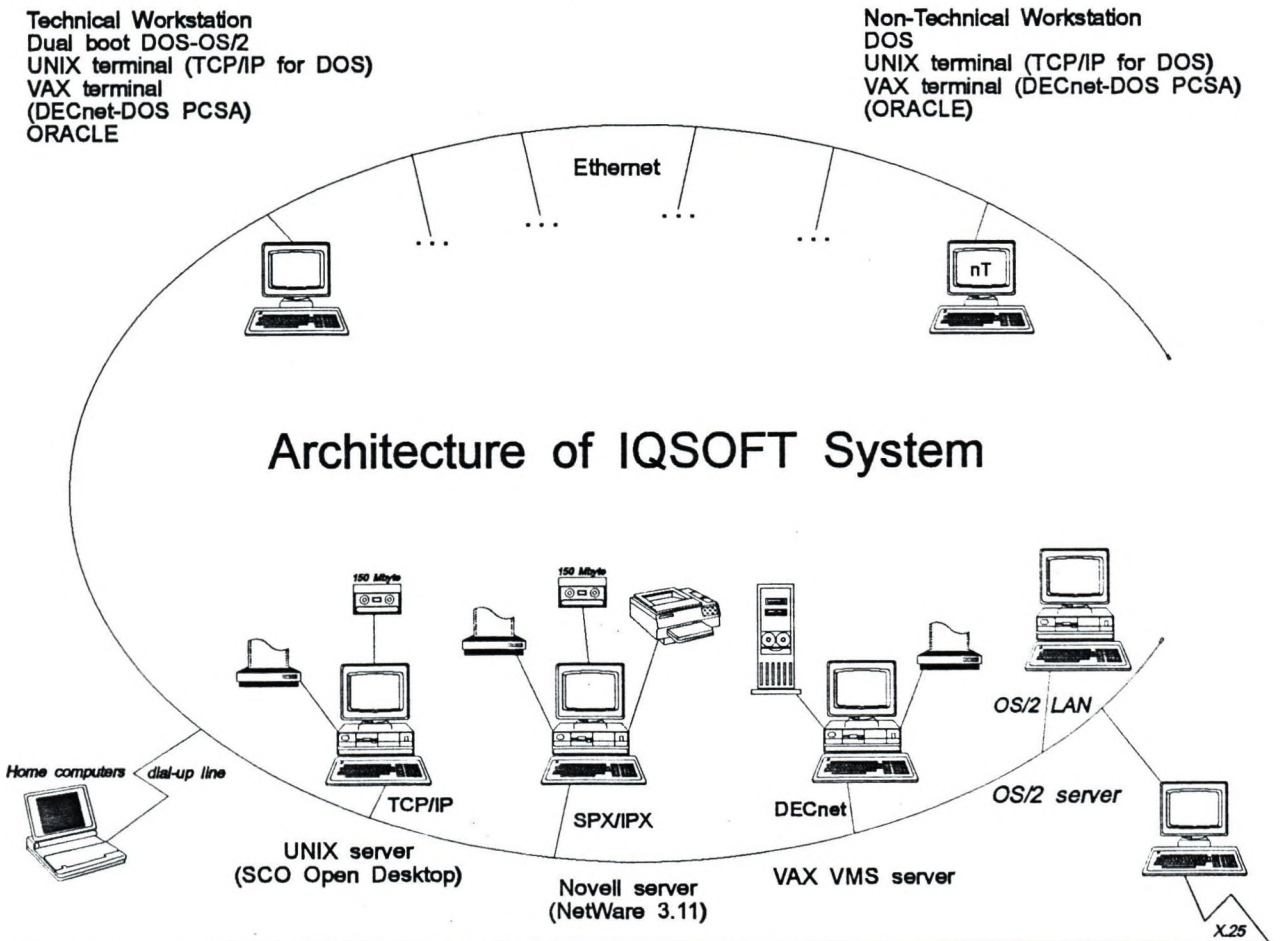 Technical Workstation
Dual boot DOS-OS/2
UNIX terminal (TCP/IP for DOS)
VAX terminal
(DECnet-DOS PCSA)
ORACLE
Non-Technical Workstation
DOS
UNIX terminal (TCP/IP for DOS)
VAX terminal (DECnet-DOS PCSA)
(ORACLE)
Ethernet
nT
Architecture of IQSOFT System
150 Mbyte
150 Mbyte
OS/2 LAN
Home computers
dial-up line
TCP/IP
SPX/IPX
DECnet
OS/2 server
UNIX server
(SCO Open Desktop)
Novell server
(NetWare 3.11)
VAX VMS server
X.25